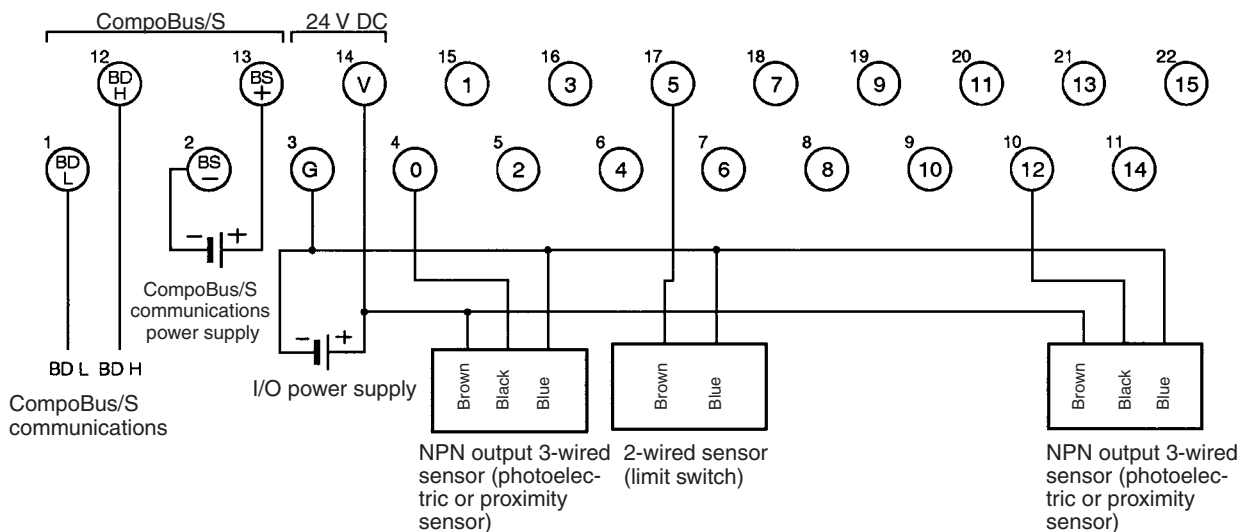 CompoBus/S 24 V DC
12 13 14 15 16 17 18 19 20 21 22
BD H BS + V 1 3 5 7 9 11 13 15
1 2 3 4 5 6 7 8 9 10 11
BD L BS – G 0 2 4 6 8 10 12 14
– +
CompoBus/S
communications
power supply
– +
I/O power supply
BD L BD H
CompoBus/S
communications
Brown Black Blue
NPN output 3-wired
sensor (photoelec-
tric or proximity
sensor)
Brown Blue
2-wired sensor
(limit switch)
Brown Black Blue
NPN output 3-wired
sensor (photoelec-
tric or proximity
sensor)